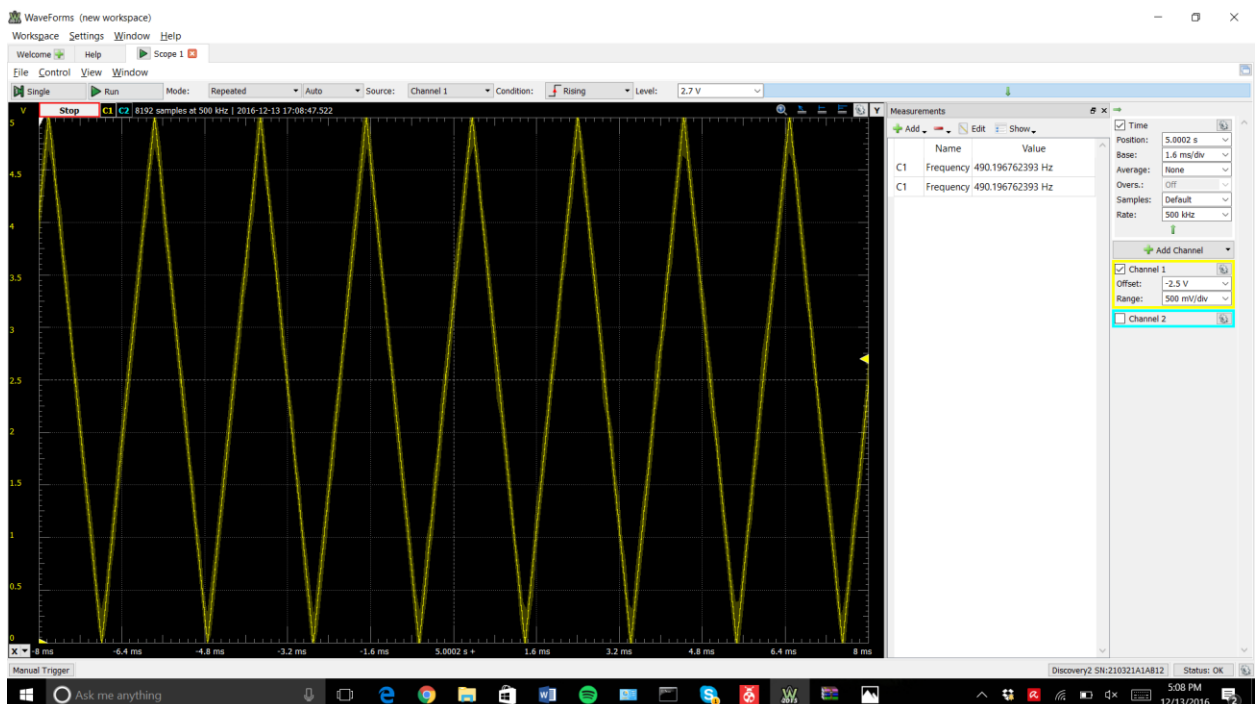 WaveForms (new workspace)
Workspace Settings Window Help
Welcome Help Scope 1
File Control View Window
Single Run Mode: Repeated Auto Source: Channel 1 Condition: Rising Level: 2.7 V
V Stop C1 C2 8192 samples at 500 kHz | 2016-12-13 17:08:47.522 Y
5
4.5
4
3.5
3
2.5
2
1.5
1
0.5
0
X -8 ms -6.4 ms -4.8 ms -3.2 ms -1.6 ms 5.0002 s + 1.6 ms 3.2 ms 4.8 ms 6.4 ms 8 ms
Measurements
Add Edit Show
Name Value
C1 Frequency 490.196762393 Hz
C1 Frequency 490.196762393 Hz
Time
Position: 5.0002 s
Base: 1.6 ms/div
Average: None
Overs.: Off
Samples: Default
Rate: 500 kHz
Add Channel
Channel 1
Offset: -2.5 V
Range: 500 mV/div
Channel 2
Manual Trigger Discovery2 SN:210321A1A812 Status: OK
Ask me anything
5:08 PM
12/13/2016